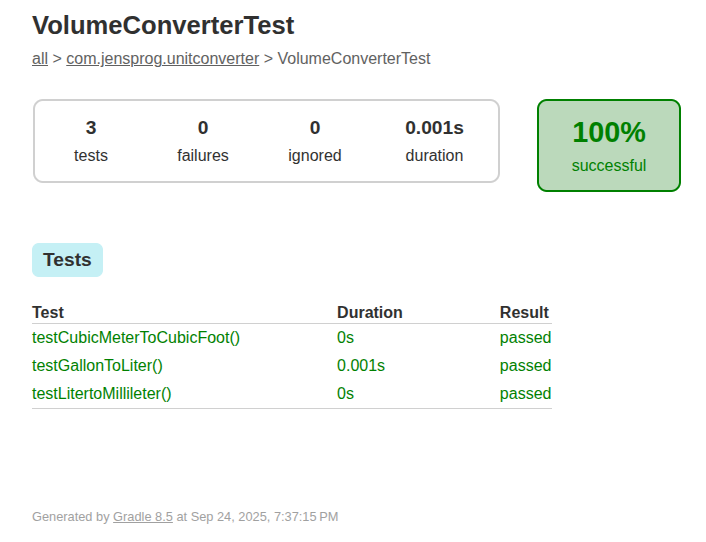 VolumeConverterTest
all > com.jensprog.unitconverter > VolumeConverterTest
3 0 0 0.001s
tests failures ignored duration
100%
successful
Tests
Test Duration Result
testCubicMeterToCubicFoot() 0s passed
testGallonToLiter() 0.001s passed
testLitertoMillileter() 0s passed
Generated by Gradle 8.5 at Sep 24, 2025, 7:37:15 PM